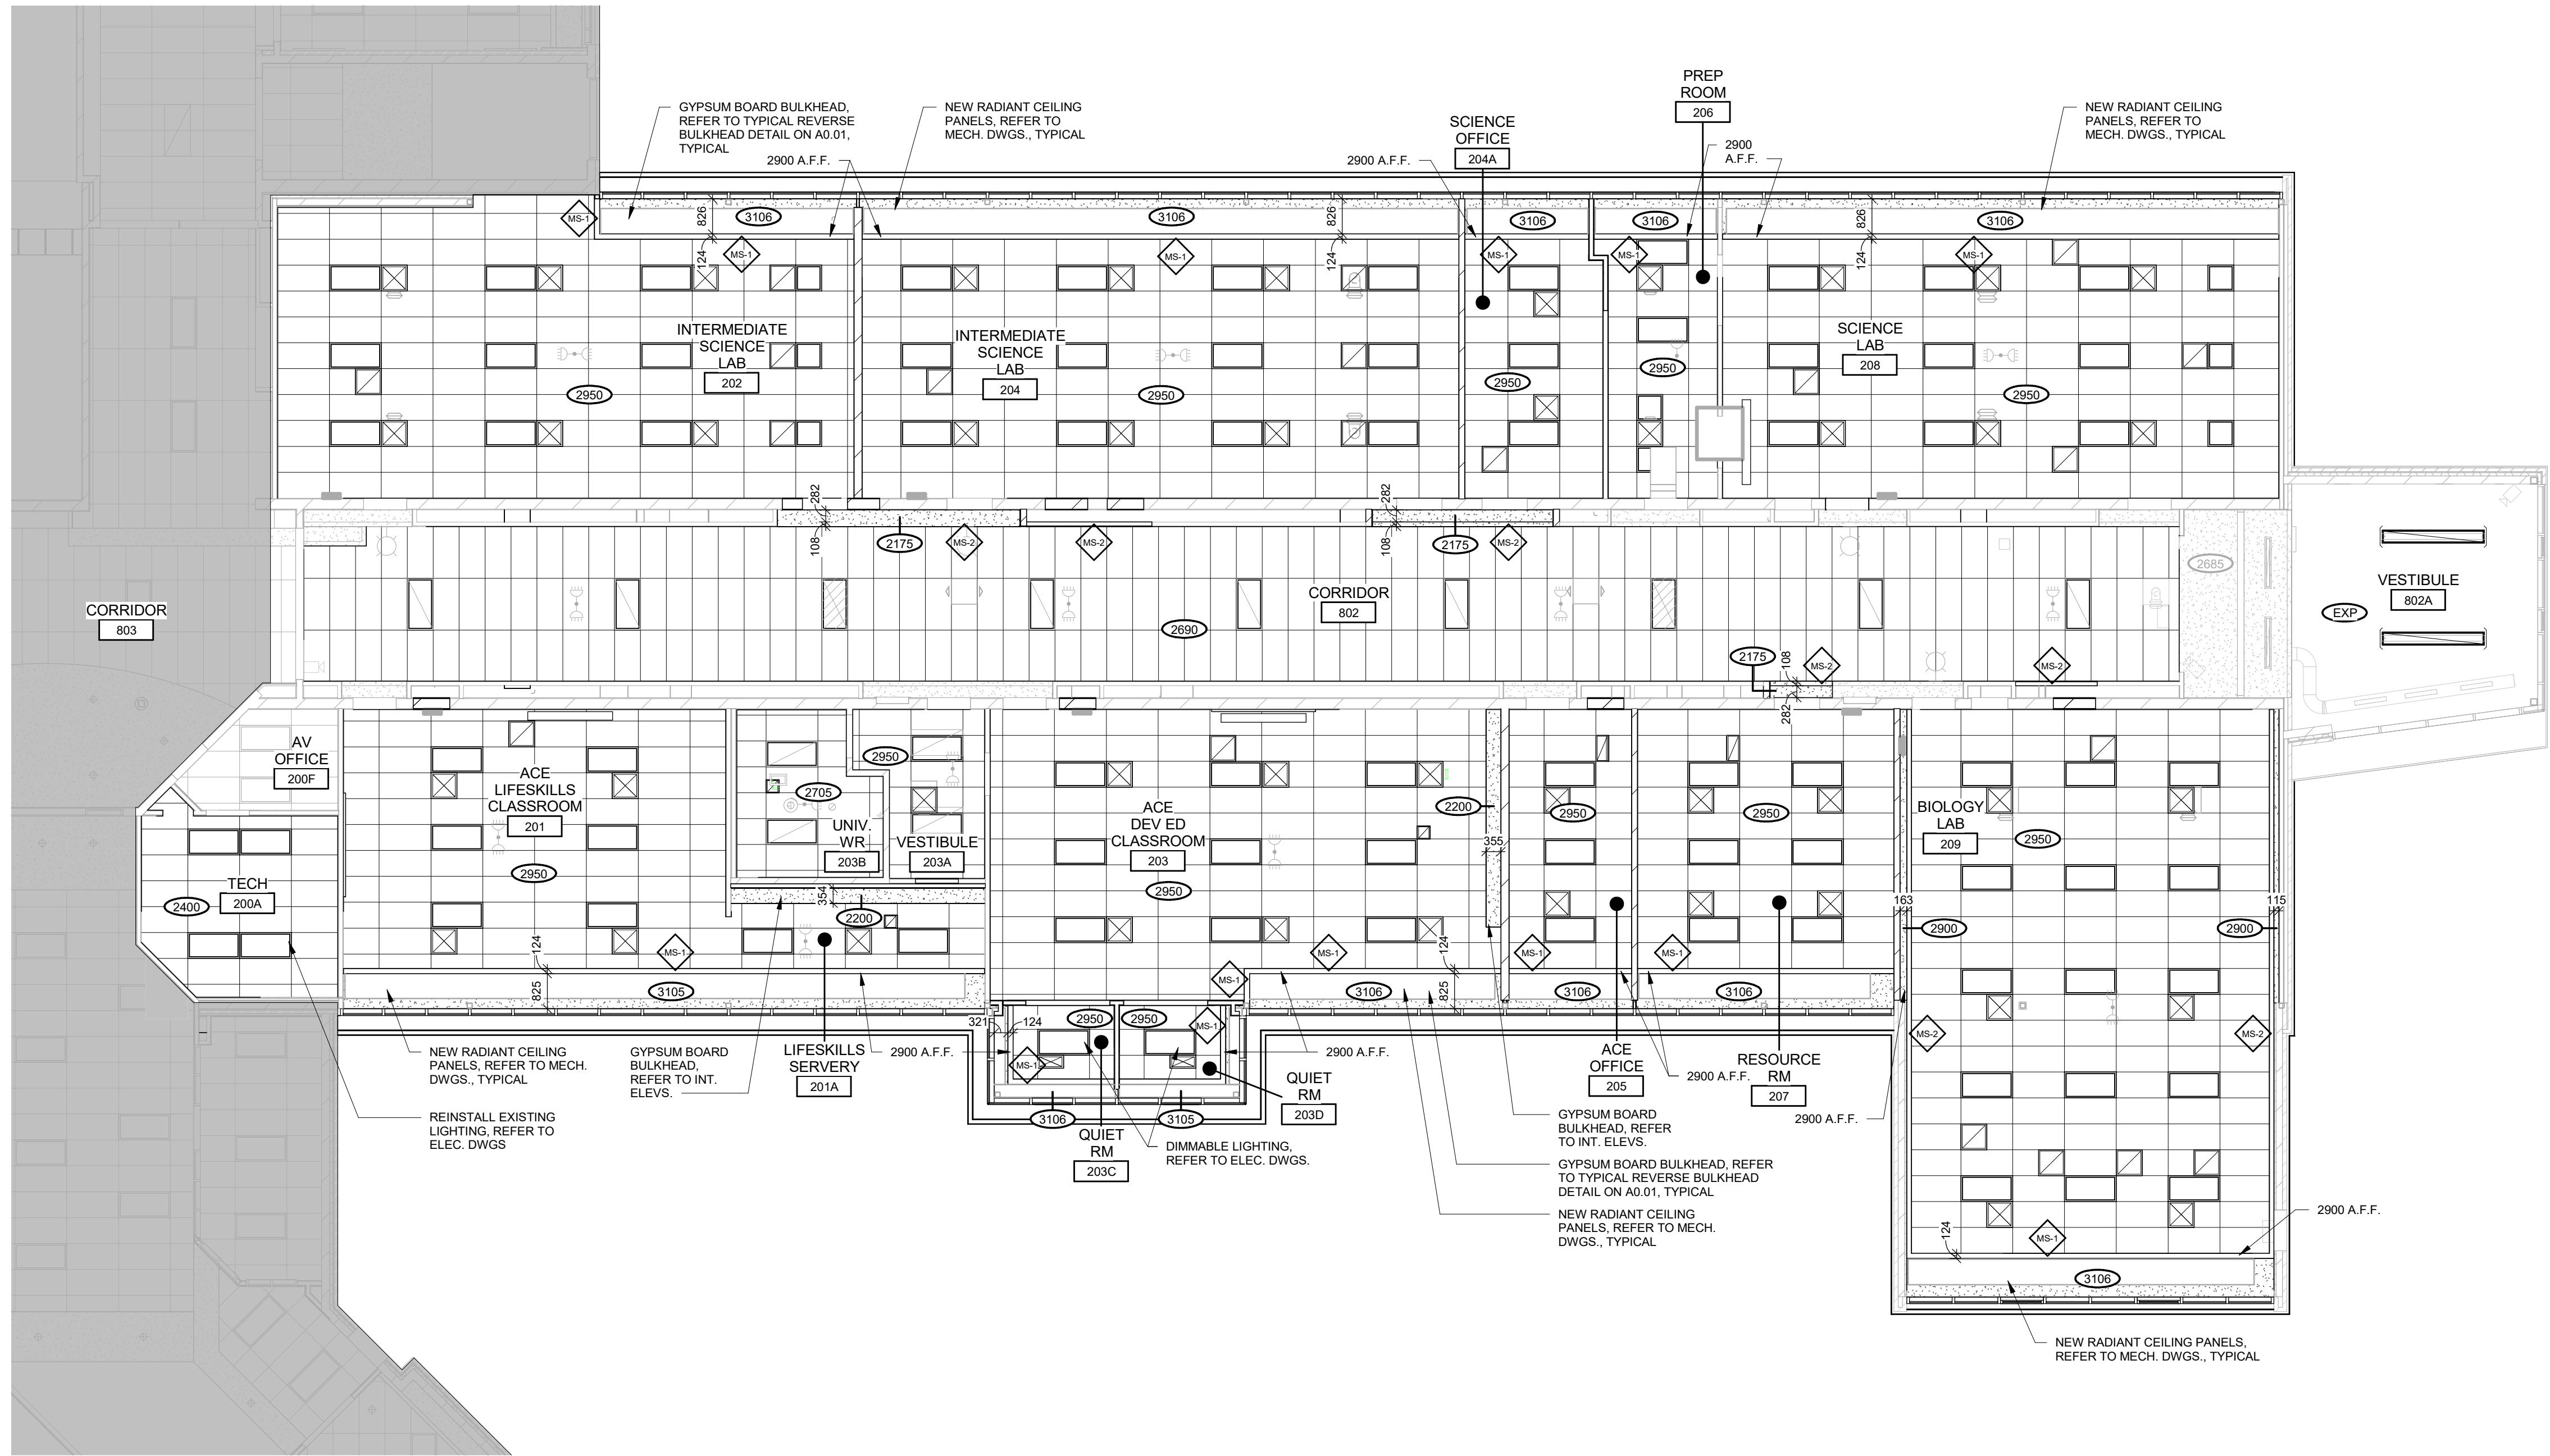 PREP
ROOM
206
GYPSUM BOARD BULKHEAD,
REFER TO TYPICAL REVERSE
BULKHEAD DETAIL ON A0.01,
TYPICAL
NEW RADIANT CEILING
PANELS, REFER TO
MECH. DWGS., TYPICAL
SCIENCE
OFFICE
204A
NEW RADIANT CEILING
PANELS, REFER TO
MECH. DWGS., TYPICAL
2900 A.F.F.
2900 A.F.F.
2900
A.F.F.
MS-1
826
3106
3106
826
3106
3106
826
3106
124
MS-1
MS-1
124
MS-1
MS-1
124
MS-1
INTERMEDIATE
SCIENCE
LAB
202
INTERMEDIATE
SCIENCE
LAB
204
SCIENCE
LAB
208
2950
2950
2950
2950
2950
282
282
108
2175
MS-2
MS-2
108
2175
MS-2
2685
CORRIDOR
803
CORRIDOR
802
VESTIBULE
802A
EXP
2690
2175
108
MS-2
MS-2
282
AV
OFFICE
200F
ACE
LIFESKILLS
CLASSROOM
201
2950
2705
UNIV.
WR
203B
VESTIBULE
203A
ACE
DEV ED
CLASSROOM
203
2200
355
2950
2950
BIOLOGY
LAB
209
2950
TECH
200A
2400
2950
354
2200
2950
163
115
2900
2900
124
MS-1
124
MS-1
MS-1
MS-1
MS-1
825
3105
825
3106
3106
3106
321
124
2950
2950
MS-1
MS-1
MS-2
MS-2
NEW RADIANT CEILING
PANELS, REFER TO MECH.
DWGS., TYPICAL
GYPSUM BOARD
BULKHEAD,
REFER TO INT.
ELEVS.
LIFESKILLS
SERVERY
201A
2900 A.F.F.
2900 A.F.F.
QUIET
RM
203D
ACE
OFFICE
205
2900 A.F.F.
RESOURCE
RM
207
2900 A.F.F.
REINSTALL EXISTING
LIGHTING, REFER TO
ELEC. DWGS
3106
3105
QUIET
RM
203C
DIMMABLE LIGHTING,
REFER TO ELEC. DWGS.
GYPSUM BOARD
BULKHEAD, REFER
TO INT. ELEVS.
GYPSUM BOARD BULKHEAD, REFER
TO TYPICAL REVERSE BULKHEAD
DETAIL ON A0.01, TYPICAL
NEW RADIANT CEILING
PANELS, REFER TO MECH.
DWGS., TYPICAL
2900 A.F.F.
124
MS-1
3106
NEW RADIANT CEILING PANELS,
REFER TO MECH. DWGS., TYPICAL